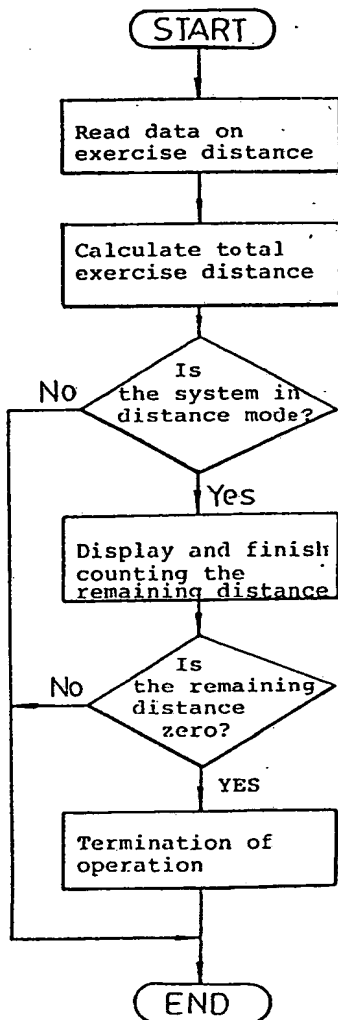 START
Read data on
exercise distance
Calculate total
exercise distance
Is
the system in
distance mode?
No
Yes
Display and finish
counting the
remaining distance
Is
the remaining
distance
zero?
No
YES
Termination of
operation
END